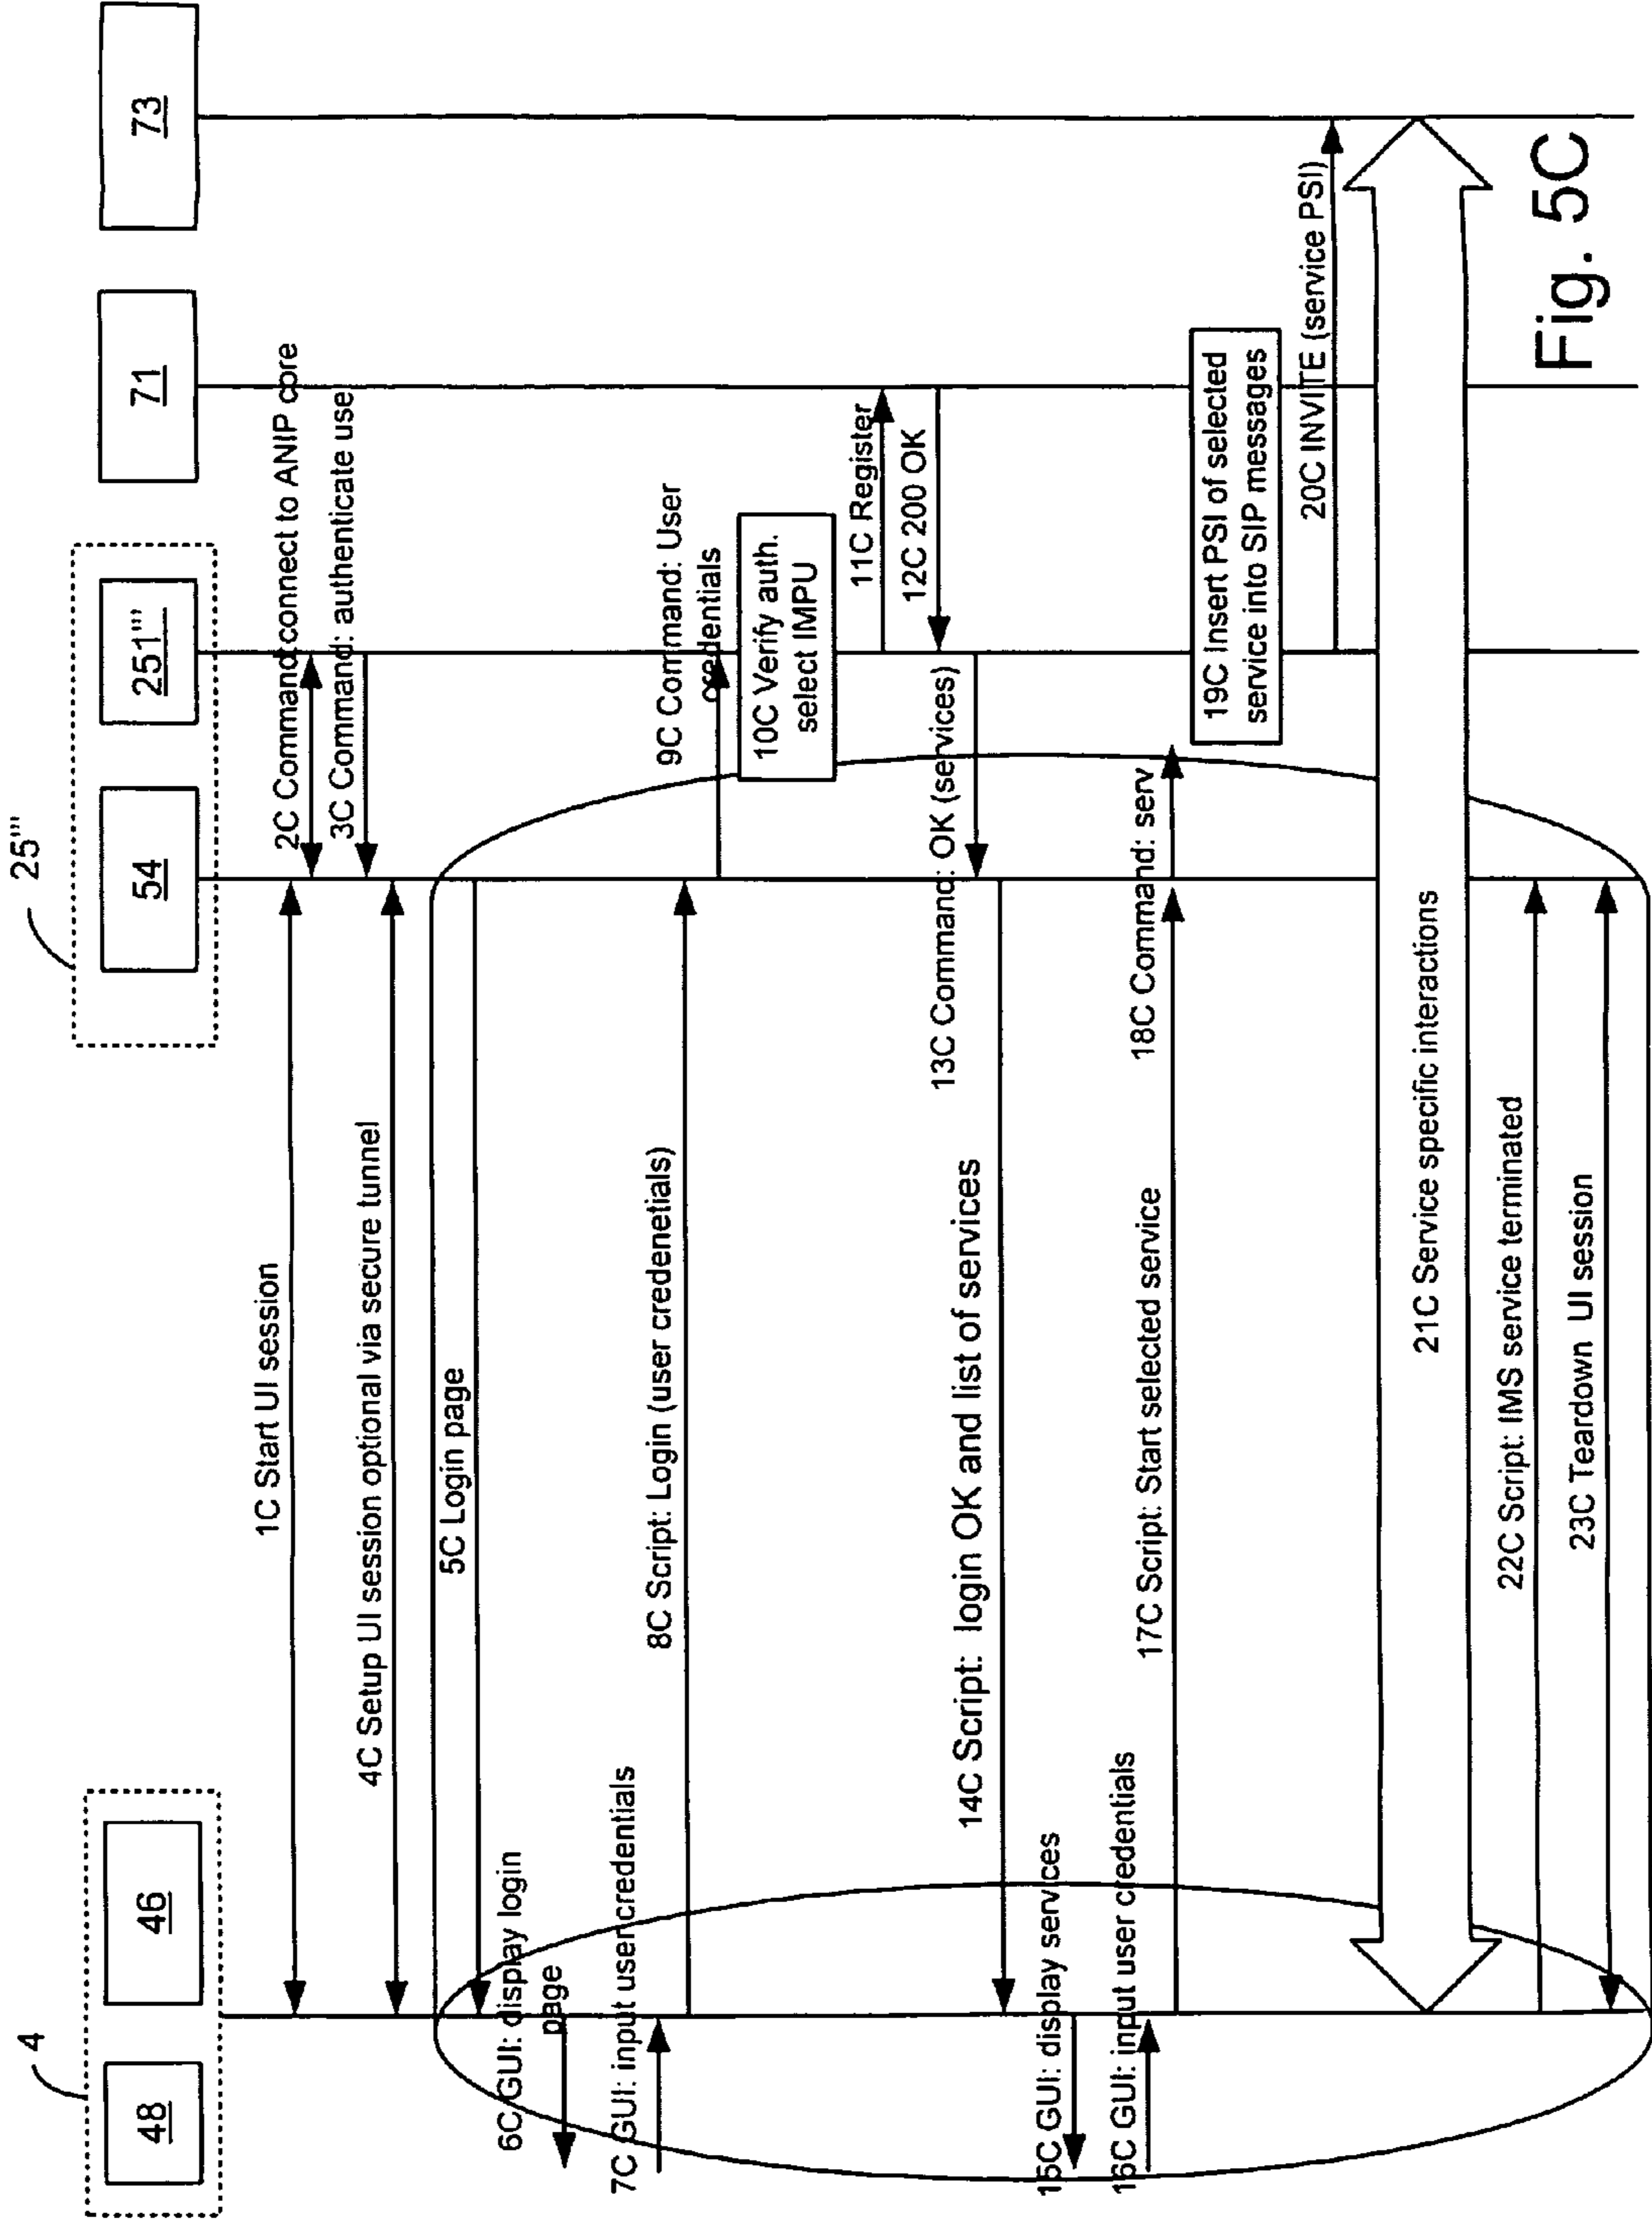 4
48
46
25'''
54
251'''
71
73
1C Start UI session
2C Command connect to ANIP core
3C Command: authenticate use
4C Setup UI session optional via secure tunnel
5C Login page
6C GUI: display login
page
7C GUI: input user credentials
8C Script: Login (user credenetials)
9C Command: User
credentials
10C Verify auth.
select IMPU
11C Register
12C 200 OK
13C Command: OK (services)
14C Script: login OK and list of services
15C GUI: display services
16C GUI: input user credentials
17C Script: Start selected service
18C Command: serv
19C Insert PSI of selected
service into SIP messages
20C INVITE (service PSI)
21C Service specific interactions
22C Script: IMS service terminated
23C Teardown UI session
Fig. 5C